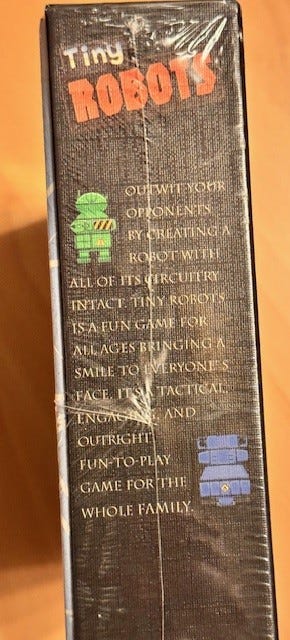 Tiny
ROBOTS
OUTWIT YOUR
OPPONENTS
BY CREATING A
ROBOT WITH
ALL OF ITS CIRCUITRY
INTACT. TINY ROBOTS
IS A FUN GAME FOR
ALL AGES BRINGING A
SMILE TO EVERYONE'S
FACE. IT'S TACTICAL,
ENGAGING, AND
OUTRIGHT
FUN-TO-PLAY
GAME FOR THE
WHOLE FAMILY.